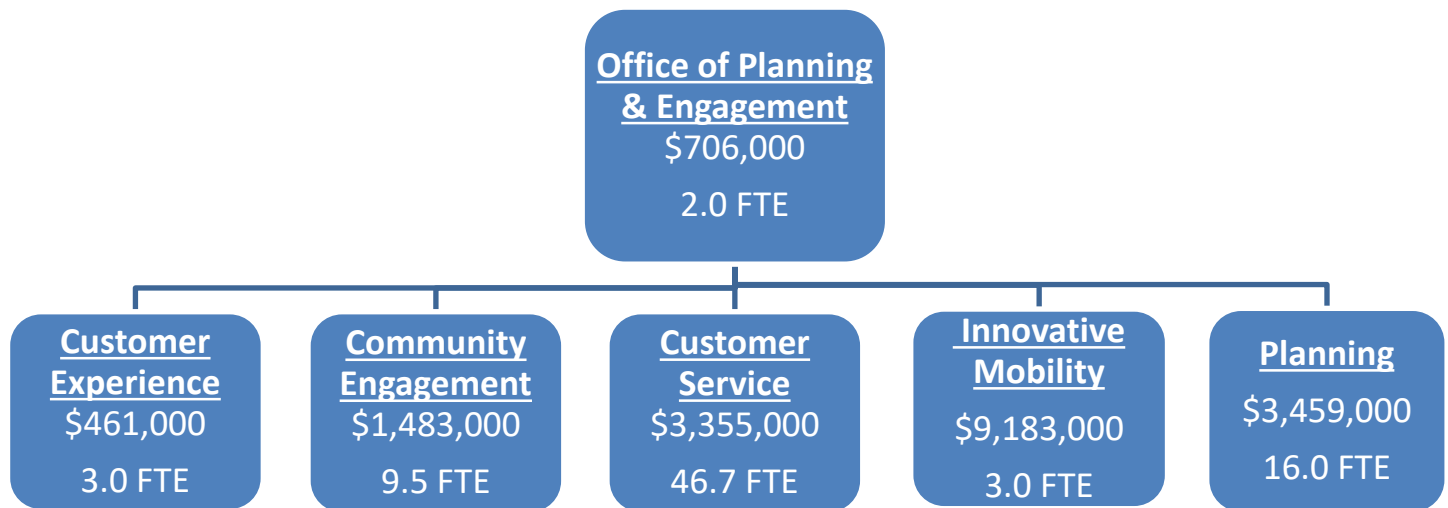 Office of Planning
& Engagement
$706,000
2.0 FTE
Customer
Experience
$461,000
3.0 FTE
Community
Engagement
$1,483,000
9.5 FTE
Customer
Service
$3,355,000
46.7 FTE
Innovative
Mobility
$9,183,000
3.0 FTE
Planning
$3,459,000
16.0 FTE